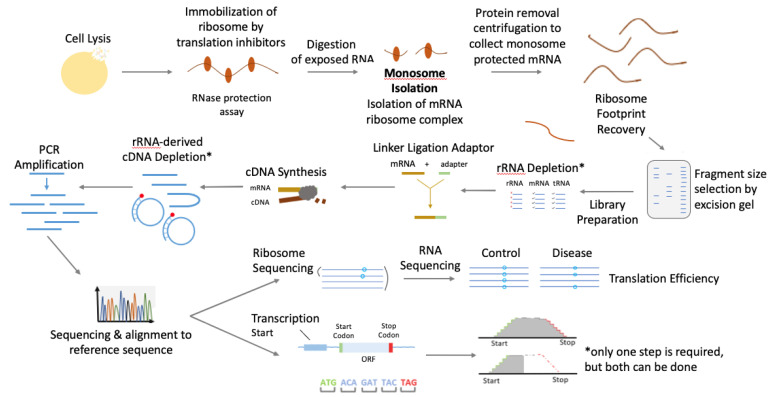 Cell Lysis
Immobilization of
ribosome by
translation inhibitors
RNase protection
assay
Digestion
of exposed RNA
Monosome
Isolation
Isolation of mRNA
ribosome complex
Protein removal
centrifugation to
collect monosome
protected mRNA
Ribosome
Footprint
Recovery
Fragment size
selection by
excision gel
rRNA Depletion*
rRNA mRNA tRNA
Library
Preparation
Linker Ligation Adaptor
mRNA + adapter
cDNA Synthesis
mRNA
cDNA
rRNA-derived
cDNA Depletion*
PCR
Amplification
Sequencing & alignment to
reference sequence
Ribosome
Sequencing
RNA
Sequencing
Control
Disease
Translation Efficiency
Transcription
Start
Start
Codon
Stop
Codon
ORF
ATG ACA GAT TAC TAG
Start Stop
Start Stop
*only one step is required,
but both can be done